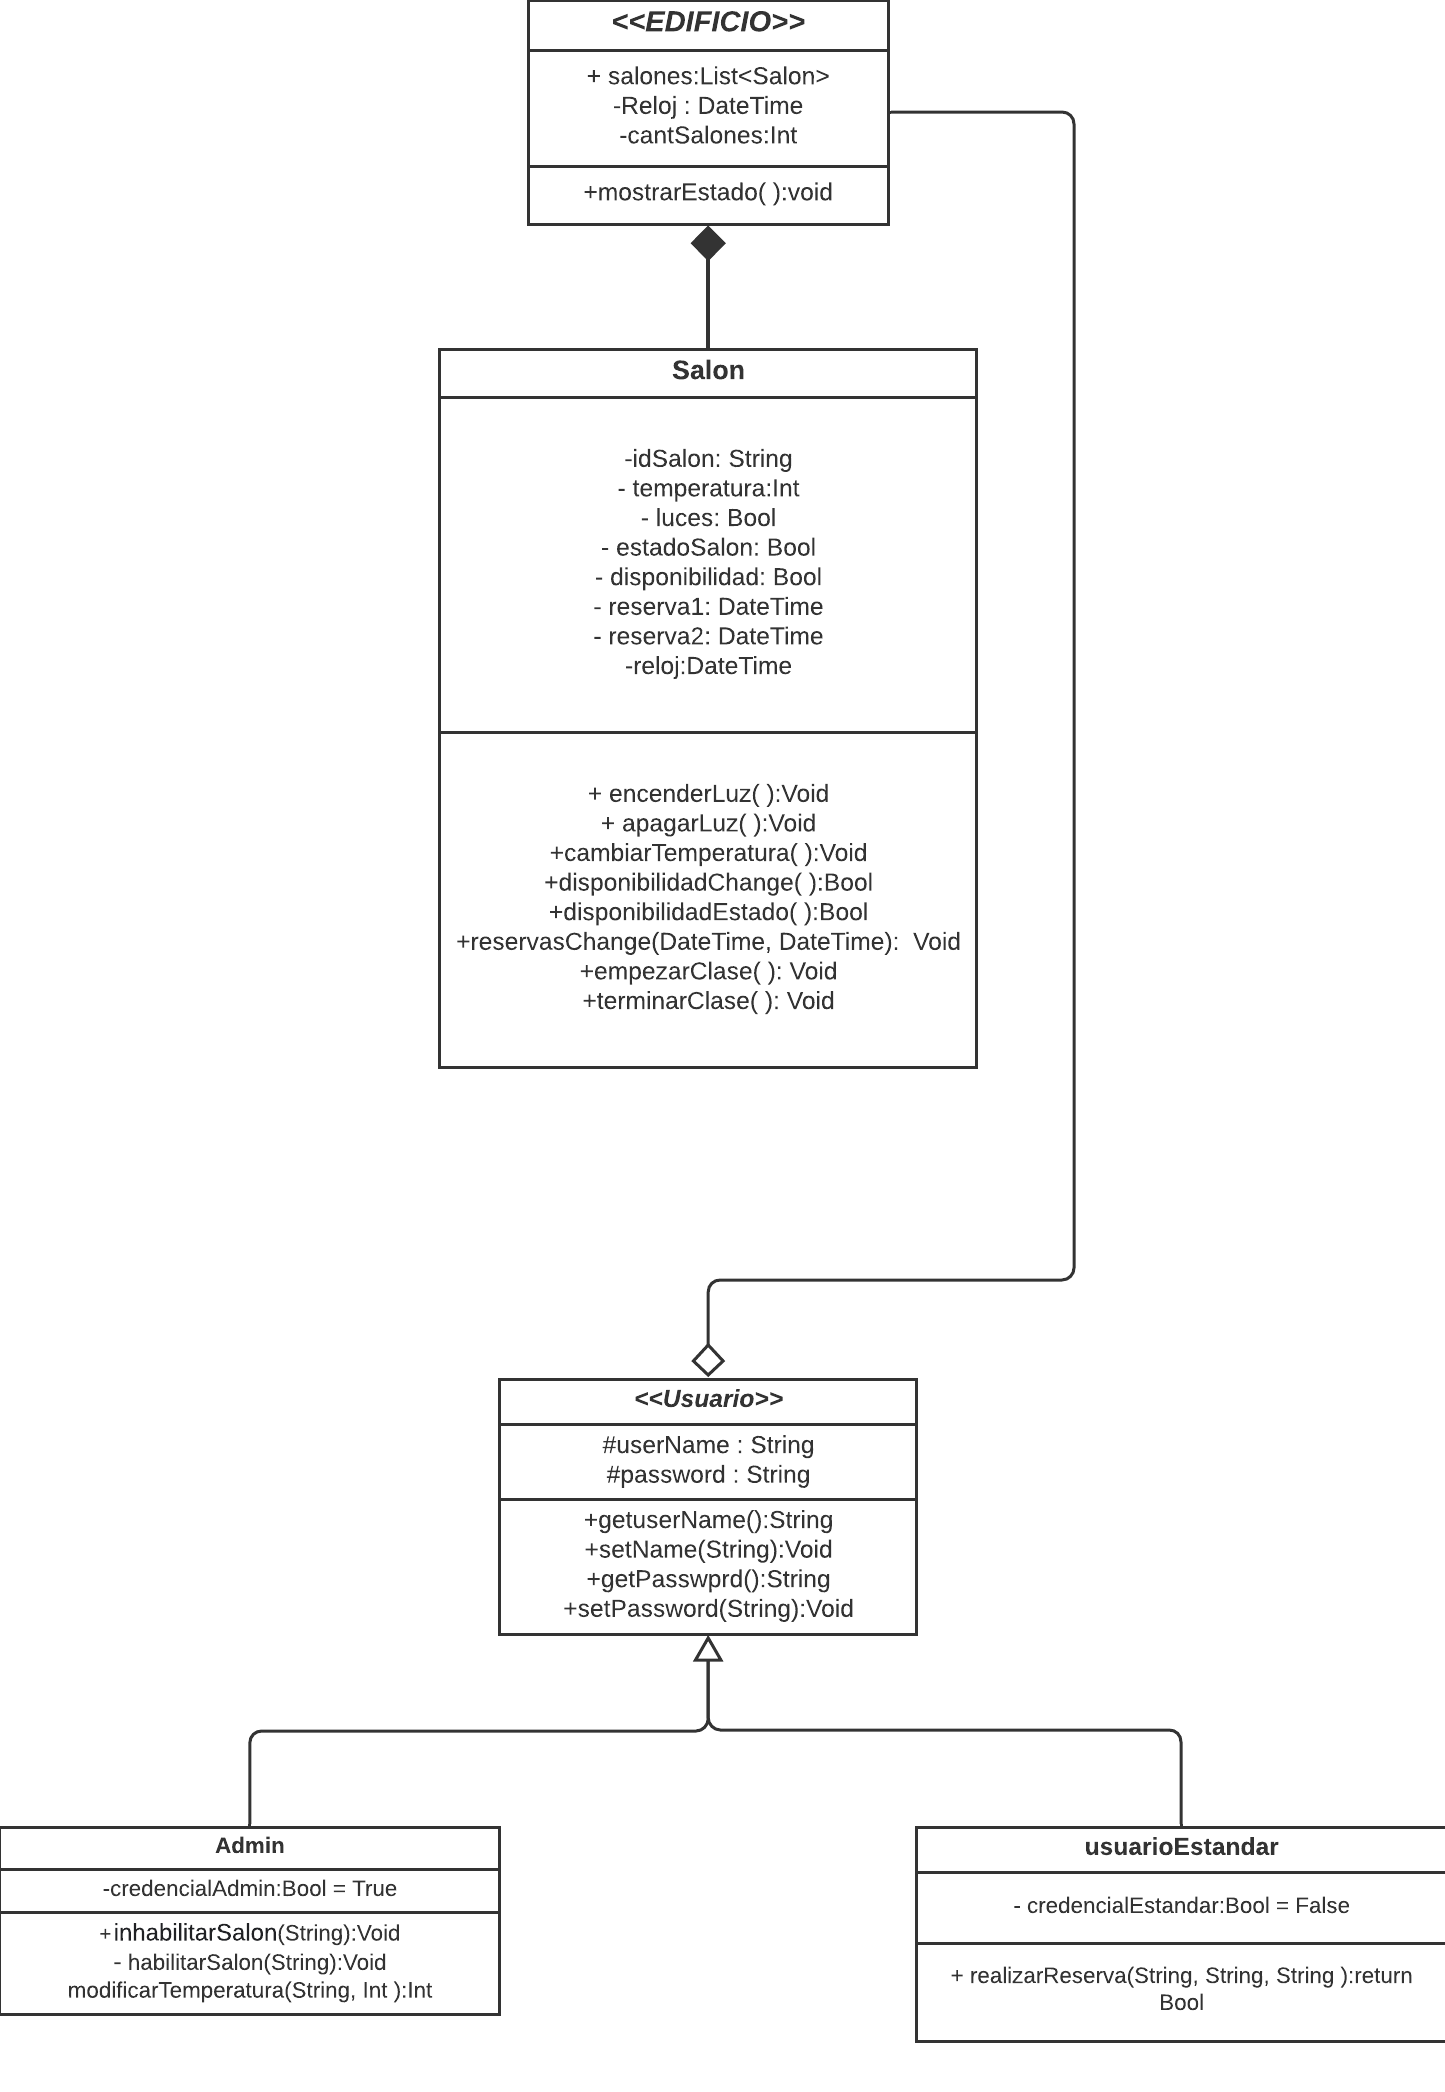 <<EDIFICIO>>
+ salones:List<Salon>
-Reloj : DateTime
-cantSalones:Int
+mostrarEstado( ):void
Salon
-idSalon: String
- temperatura:Int
- luces: Bool
- estadoSalon: Bool
- disponibilidad: Bool
- reserva1: DateTime
- reserva2: DateTime
-reloj:DateTime
+ encenderLuz( ):Void
+ apagarLuz( ):Void
+cambiarTemperatura( ):Void
+disponibilidadChange( ):Bool
+disponibilidadEstado( ):Bool
+reservasChange(DateTime, DateTime):  Void
+empezarClase( ): Void
+terminarClase( ): Void
<<Usuario>>
#userName : String
#password : String
+getuserName():String
+setName(String):Void
+getPasswprd():String
+setPassword(String):Void
Admin
-credencialAdmin:Bool = True
+inhabilitarSalon(String):Void
- habilitarSalon(String):Void
modificarTemperatura(String, Int ):Int
usuarioEstandar
- credencialEstandar:Bool = False
+ realizarReserva(String, String, String ):return
Bool